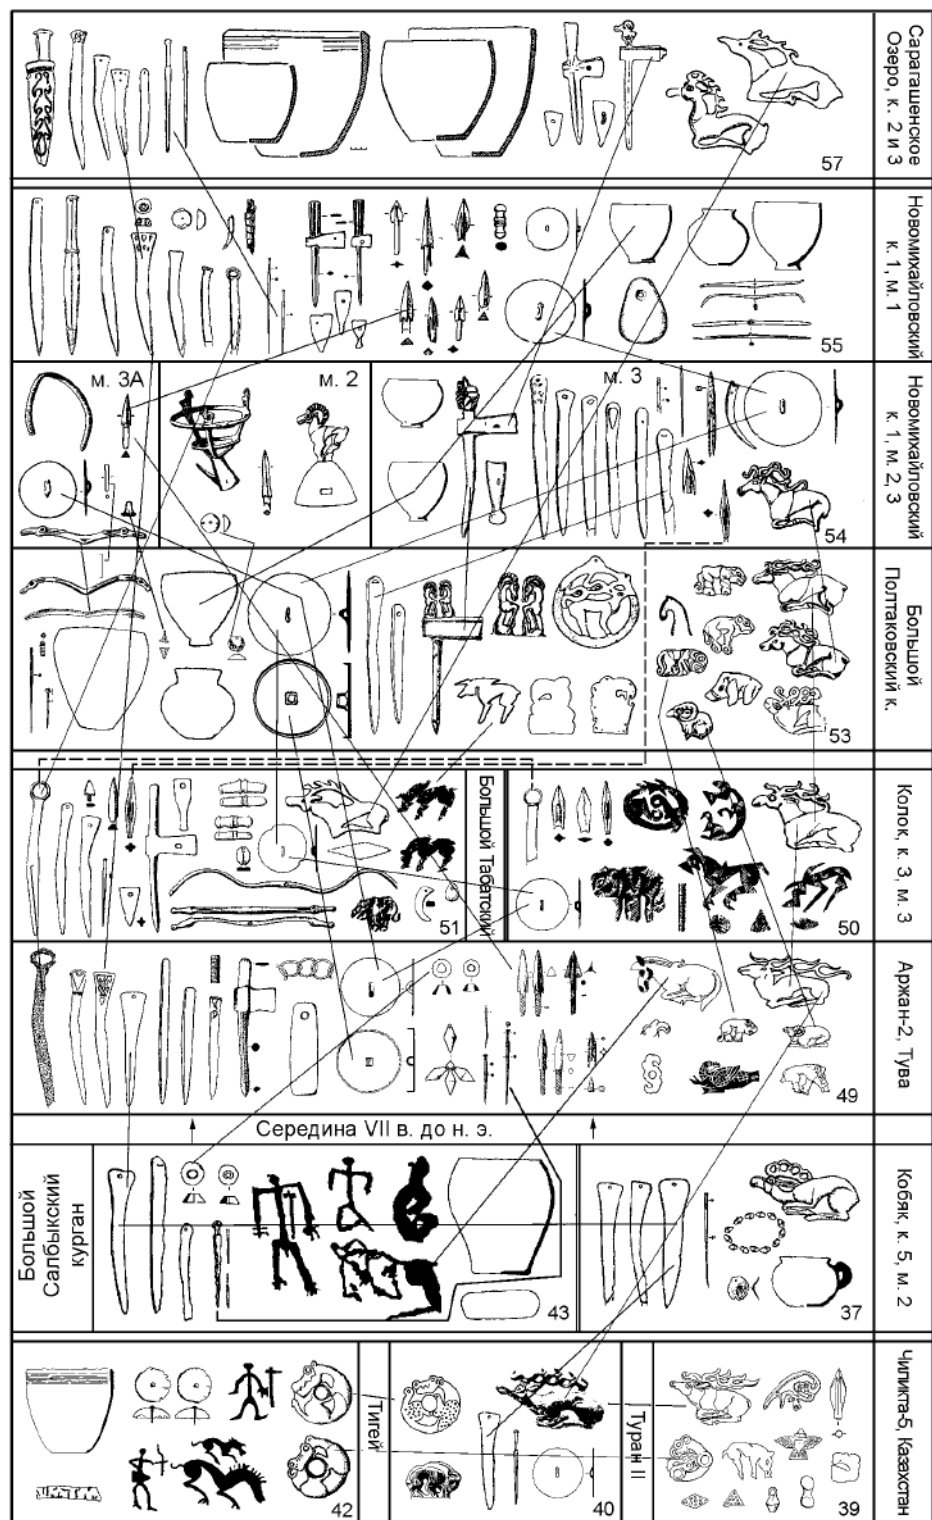 Сарагашенское
Озеро, к. 2 и 3
57
Новомихайловский
к. 1, м. 1
55
м. 3А
м. 2
м. 3
Новомихайловский
к. 1, м. 2, 3
54
Большой
Полтаковский к.
53
Большой Табатский
51
Колок, к. 3, м. 3
50
Аржан-2, Тува
49
Середина VII в. до н. э.
Большой
Салбыкский
курган
43
Кобяк, к. 5, м. 2
37
Тигей
42
Туран II
40
Чиликта-5, Казахстан
39